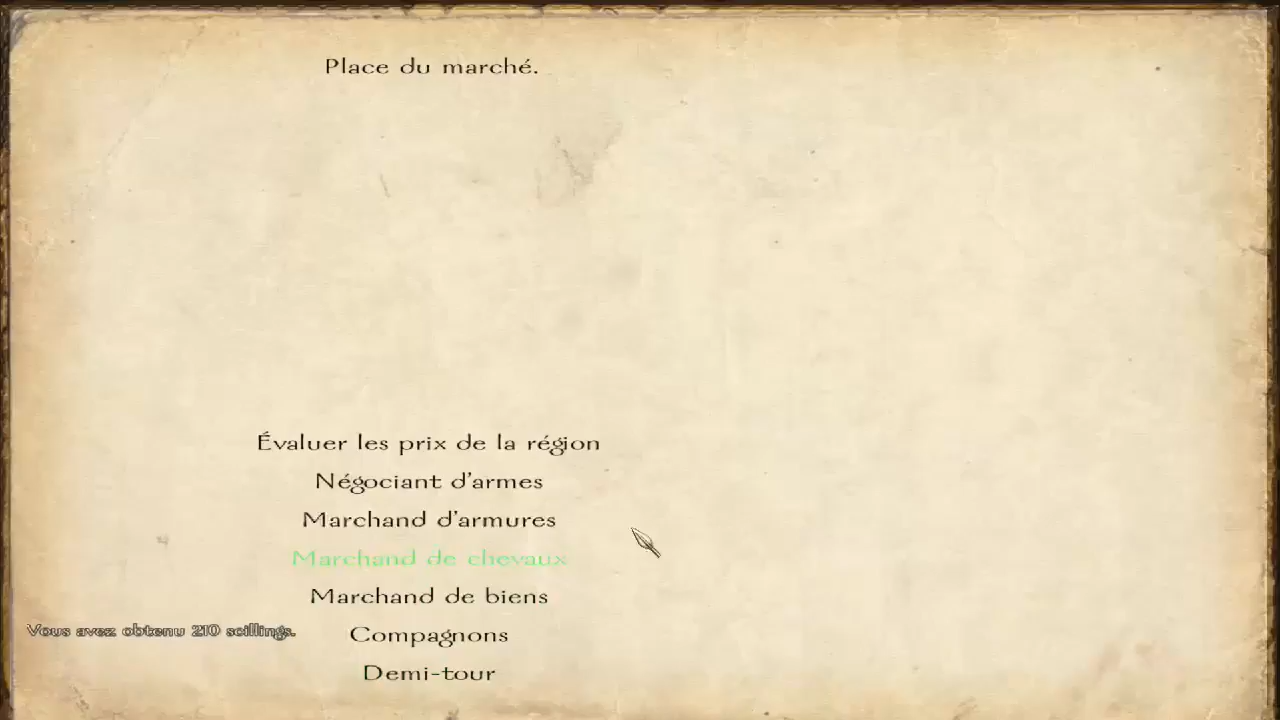 Place du marché.
Évaluer les prix de la région
Négociant d'armes
Marchand d'armures
Marchand de chevaux
Marchand de biens
Vous avez obtenu 210 scillings.
Compagnons
Demi-tour